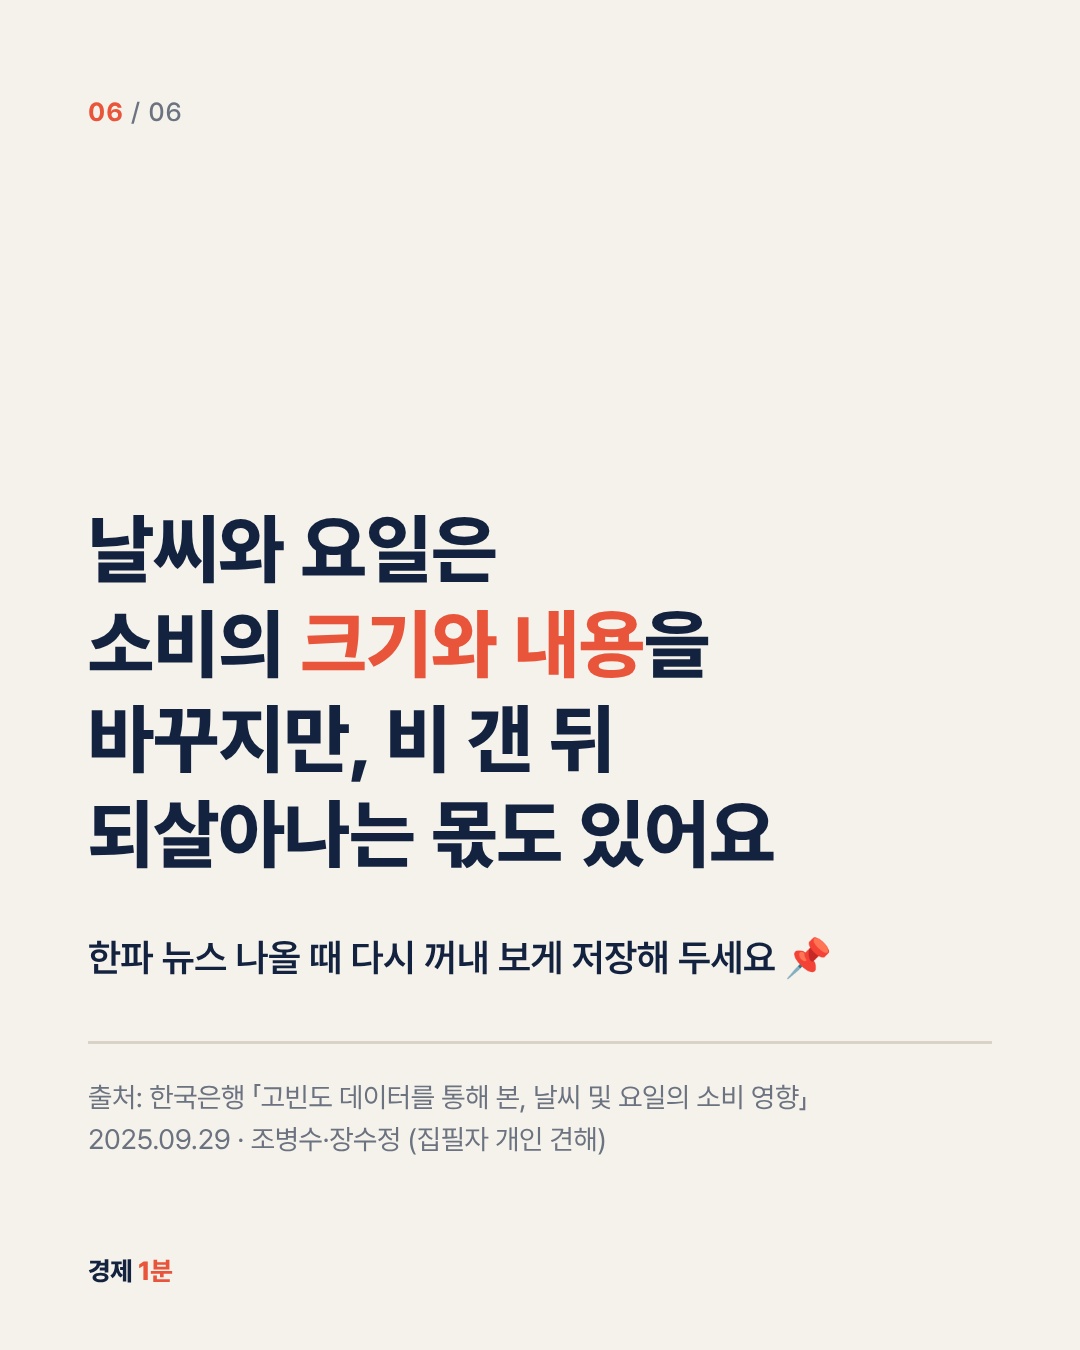 06 / 06
날씨와 요일은
소비의 크기와 내용을
바꾸지만, 비 갠 뒤
되살아나는 몫도 있어요
한파 뉴스 나올 때 다시 꺼내 보게 저장해 두세요 📌
출처: 한국은행 「고빈도 데이터를 통해 본, 날씨 및 요일의 소비 영향」
2025.09.29 · 조병수·장수정 (집필자 개인 견해)
경제 1분